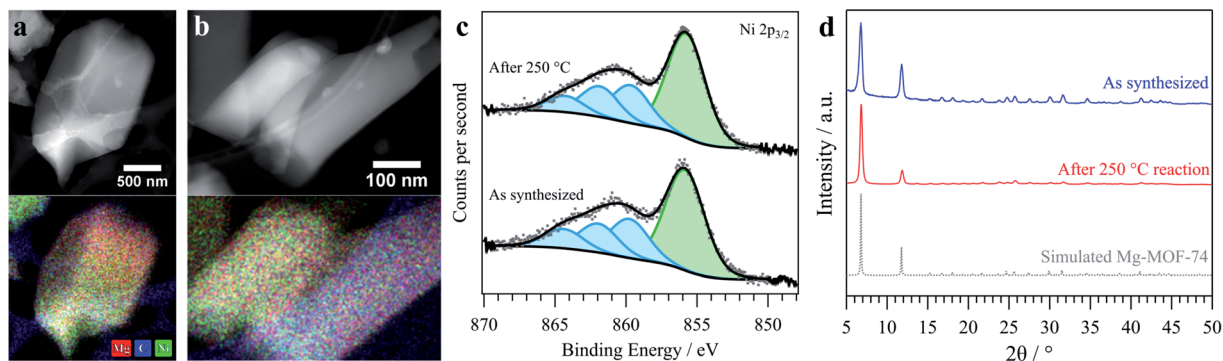 a
500 nm
Mg C Ni
b
100 nm
c
Ni 2p3/2
After 250 °C
As synthesized
Counts per second
870 865 860 855 850
Binding Energy / eV
d
As synthesized
After 250 °C reaction
Simulated Mg-MOF-74
Intensity / a.u.
5 10 15 20 25 30 35 40 45 50
2θ / °